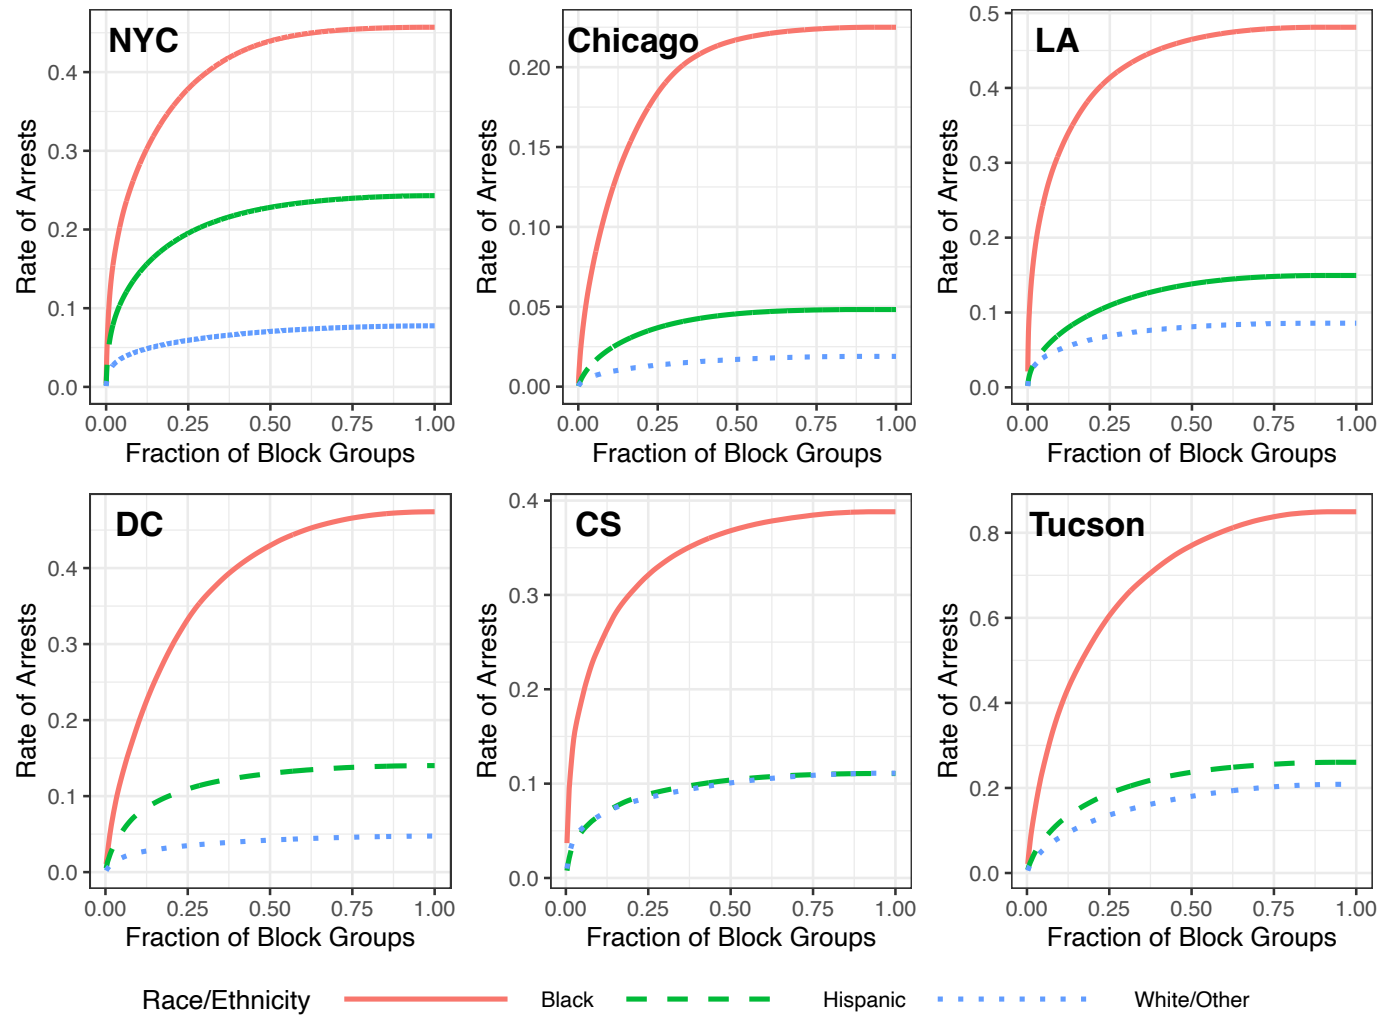 NYC
Rate of Arrests
0.4
0.3
0.2
0.1
0.0
0.00 0.25 0.50 0.75 1.00
Fraction of Block Groups
Chicago
Rate of Arrests
0.20
0.15
0.10
0.05
0.00
0.00 0.25 0.50 0.75 1.00
Fraction of Block Groups
LA
Rate of Arrests
0.5
0.4
0.3
0.2
0.1
0.0
0.00 0.25 0.50 0.75 1.00
Fraction of Block Groups
DC
Rate of Arrests
0.4
0.3
0.2
0.1
0.0
0.00 0.25 0.50 0.75 1.00
Fraction of Block Groups
CS
Rate of Arrests
0.4
0.3
0.2
0.1
0.0
0.00 0.25 0.50 0.75 1.00
Fraction of Block Groups
Tucson
Rate of Arrests
0.8
0.6
0.4
0.2
0.0
0.00 0.25 0.50 0.75 1.00
Fraction of Block Groups
Race/Ethnicity Black Hispanic White/Other